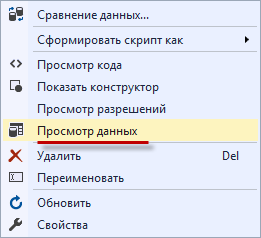 Сравнение данных...
Сформировать скрипт как
Просмотр кода
Показать конструктор
Просмотр разрешений
Просмотр данных
Удалить Del
Переименовать
Обновить
Свойства